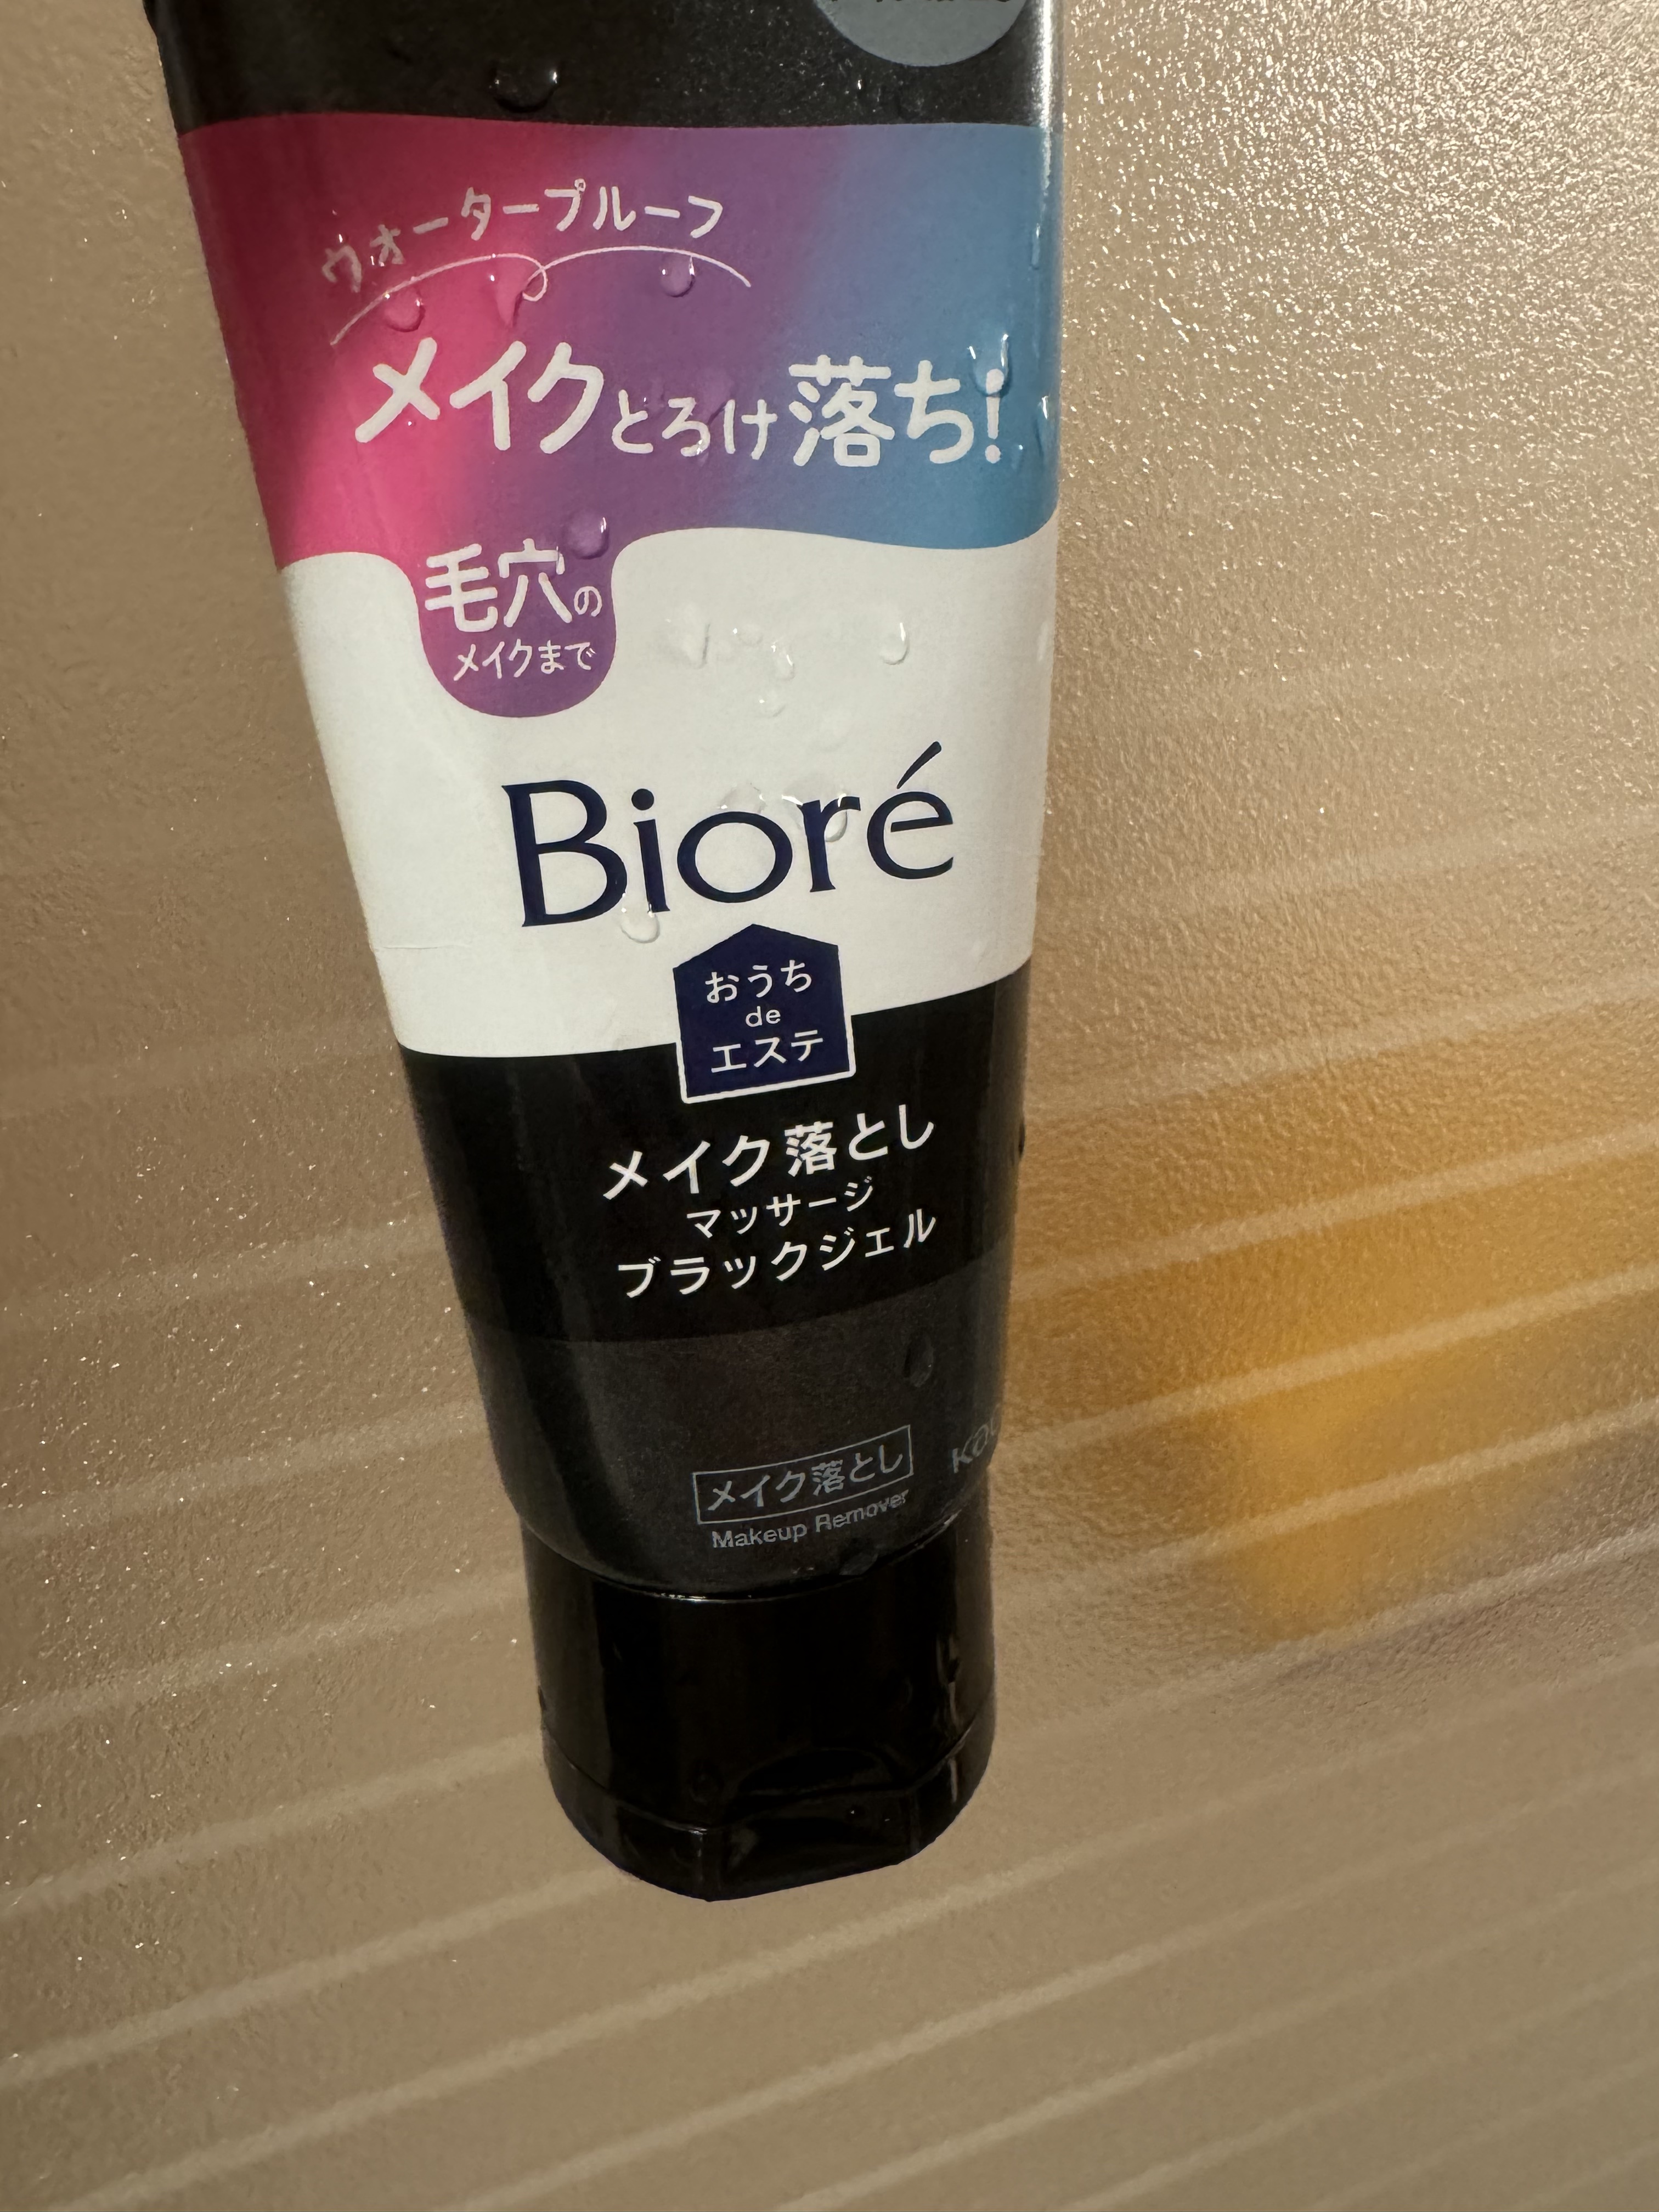 ウォータープルーフ
メイクとろけ落ち!
毛穴の
メイクまで
Bioré
おうち
de
エステ
メイク落とし
マッサージ
ブラックジェル
メイク落とし
Makeup Remover